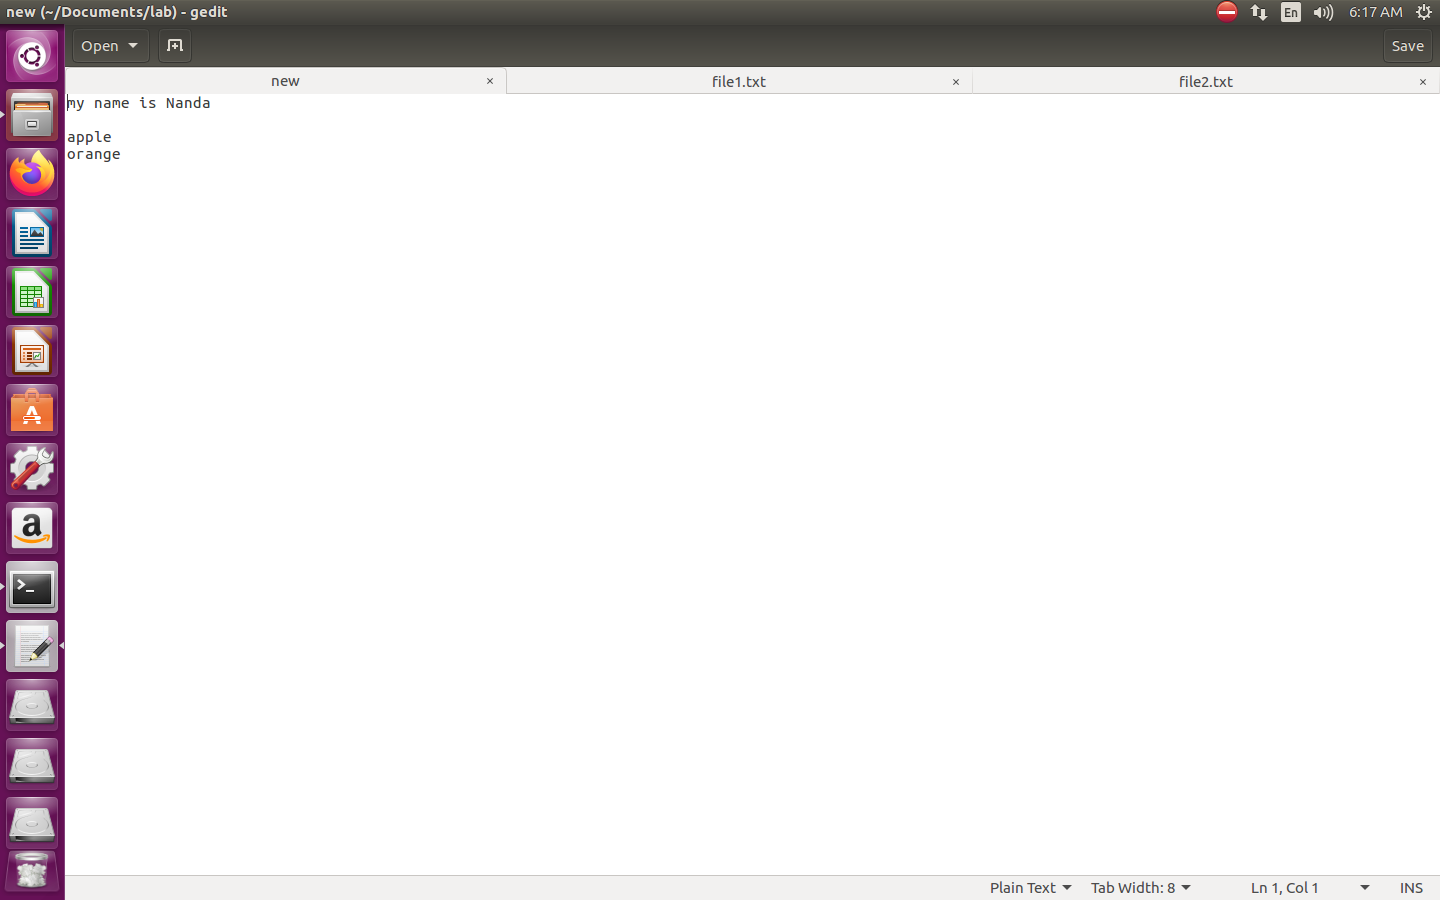 new (~/Documents/lab) - gedit
En
6:17 AM
Open
Save
new
file1.txt
file2.txt
my name is Nanda
apple
orange
Plain Text
Tab Width: 8
Ln 1, Col 1
INS